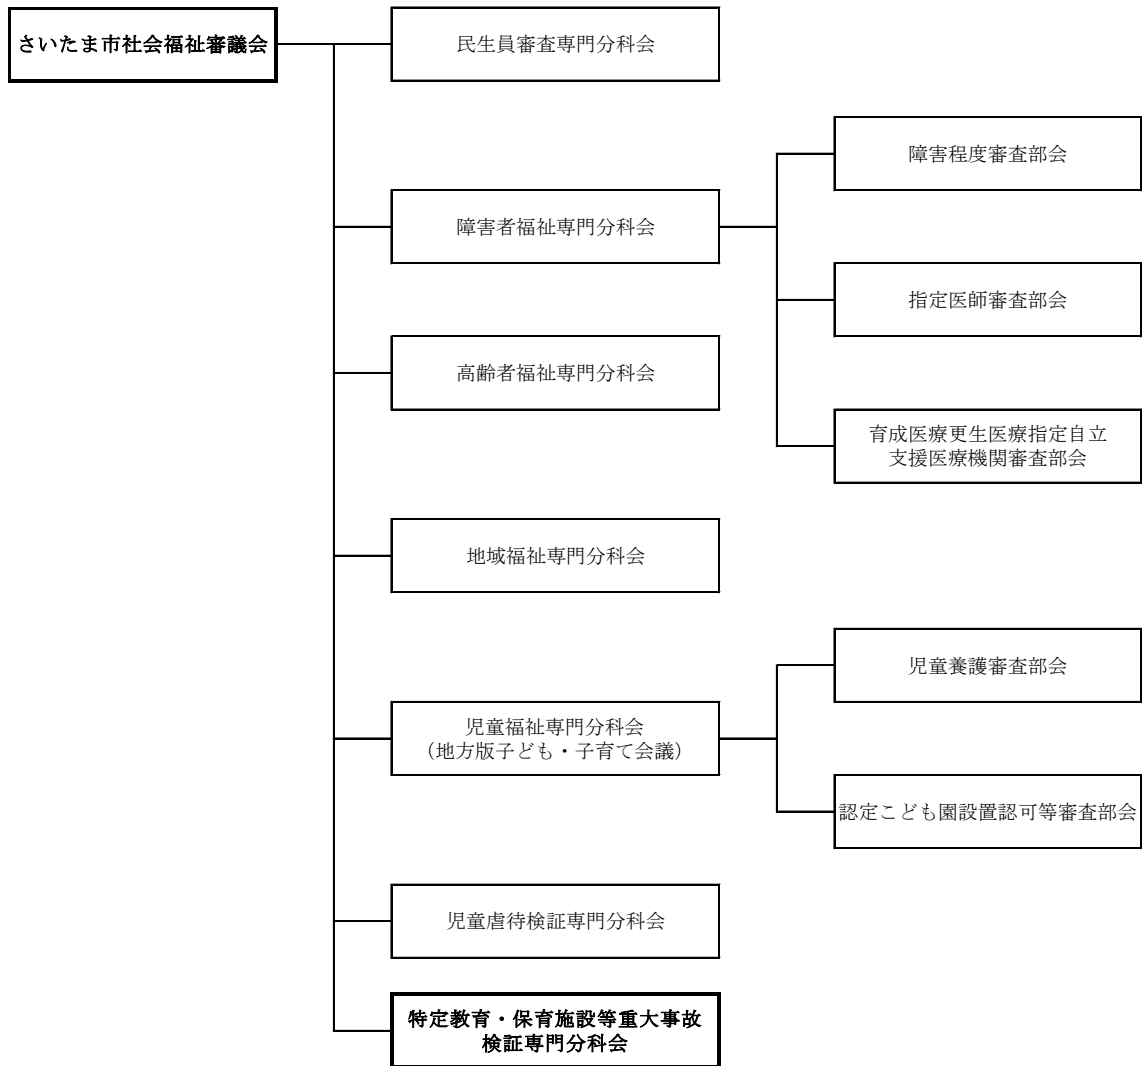 さいたま市社会福祉審議会
民生員審査専門分科会
障害程度審査部会
障害者福祉専門分科会
指定医師審査部会
高齢者福祉専門分科会
育成医療更生医療指定自立
支援医療機関審査部会
地域福祉専門分科会
児童養護審査部会
児童福祉専門分科会
（地方版子ども・子育て会議）
認定こども園設置認可等審査部会
児童虐待検証専門分科会
特定教育・保育施設等重大事故
検証専門分科会